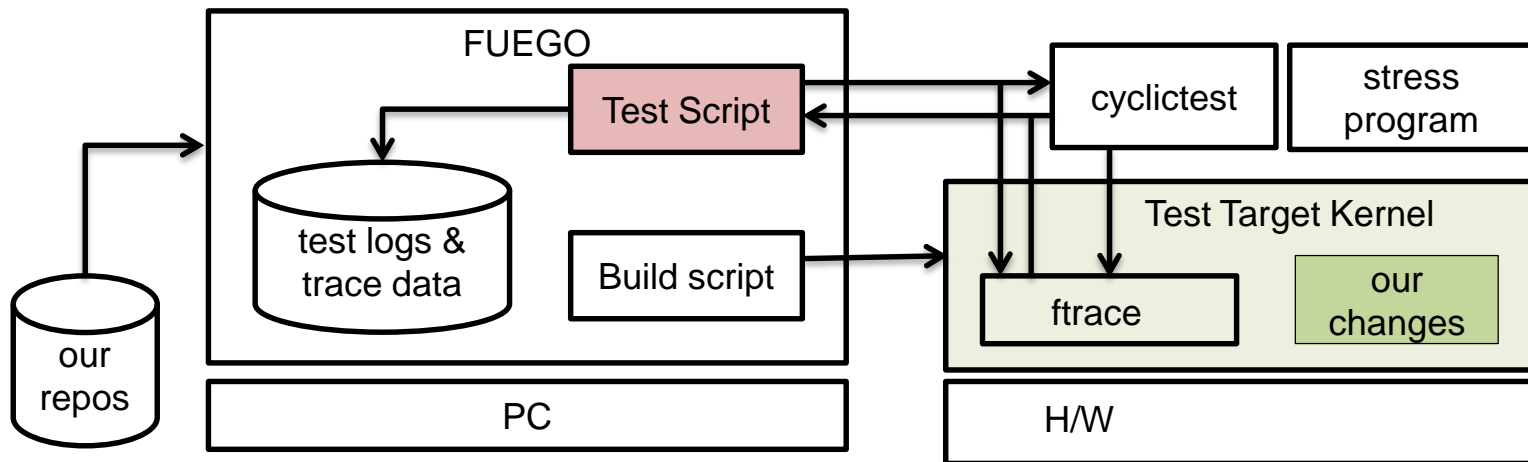 FUEGO
Test Script
test logs &
trace data
Build script
our
repos
PC
cyclictest
stress
program
Test Target Kernel
ftrace
our
changes
H/W